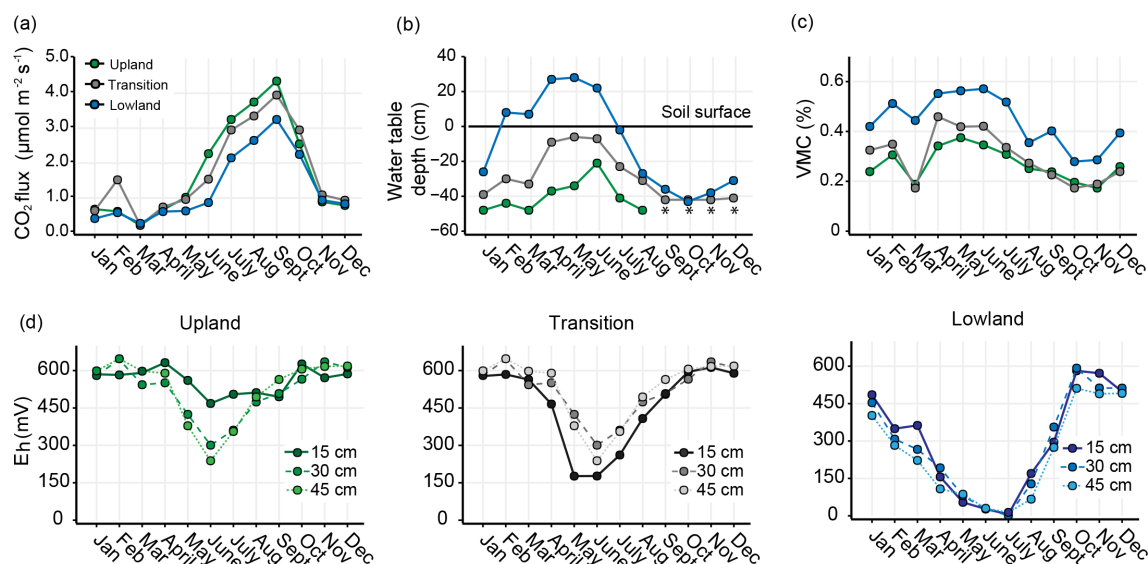 (a)
CO2 flux (μmol m−2 s−1)
5.0
4.0
3.0
2.0
1.0
0.0
Upland
Transition
Lowland
Jan
Feb
Mar
April
May
June
July
Aug
Sept
Oct
Nov
Dec
(b)
Water table
depth (cm)
40
20
0
−20
−40
−60
Soil surface
* * * *
Jan
Feb
Mar
April
May
June
July
Aug
Sept
Oct
Nov
Dec
(c)
VMC (%)
0.6
0.4
0.2
0
Jan
Feb
Mar
April
May
June
July
Aug
Sept
Oct
Nov
Dec
(d)
Upland
Eh (mV)
600
450
300
150
0
15 cm
30 cm
45 cm
Jan
Feb
Mar
April
May
June
July
Aug
Sept
Oct
Nov
Dec
Transition
600
450
300
150
0
15 cm
30 cm
45 cm
Jan
Feb
Mar
April
May
June
July
Aug
Sept
Oct
Nov
Dec
Lowland
600
450
300
150
0
15 cm
30 cm
45 cm
Jan
Feb
Mar
April
May
June
July
Aug
Sept
Oct
Nov
Dec